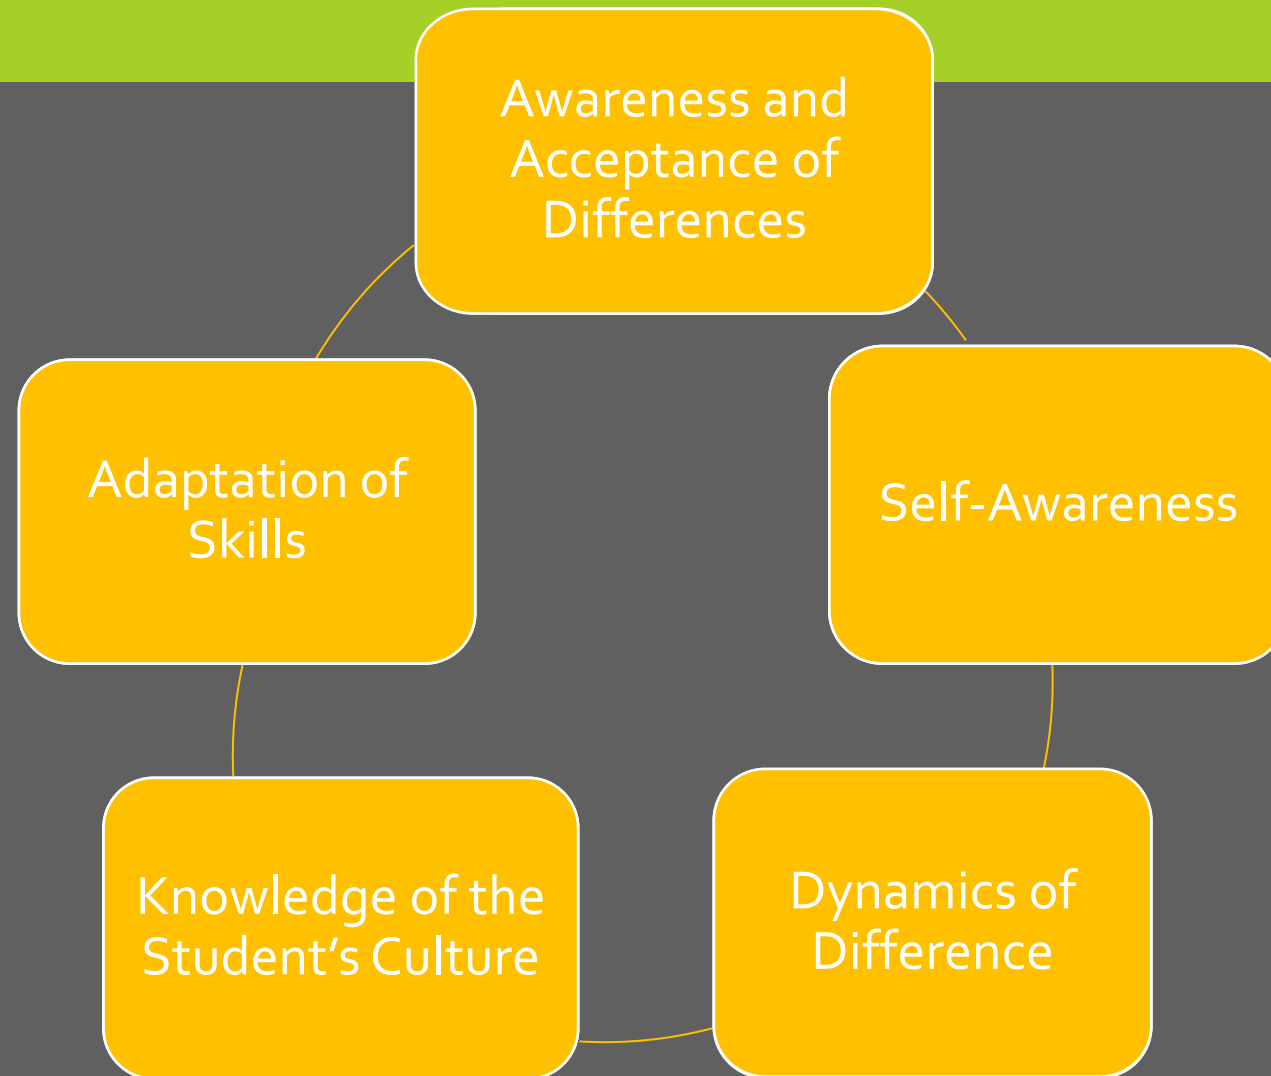 Awareness and
Acceptance of
Differences
Self-Awareness
Dynamics of
Difference
Knowledge of the
Student’s Culture
Adaptation of
Skills